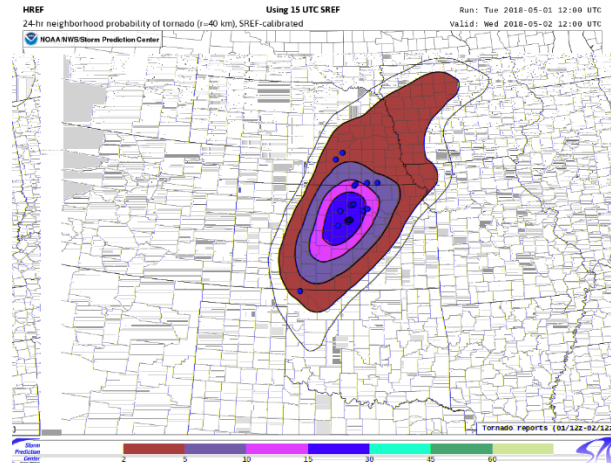 HREF Using 15 UTC SREF Run: Tue 2018-05-01 12:00 UTC
24-hr neighborhood probability of tornado (r=40 km), SREF-calibrated Valid: Wed 2018-05-02 12:00 UTC
NOAA/NWS/Storm Prediction Center
Tornado reports (01/12z-02/12z
Storm
Prediction
Center
2 5 10 15 30 45 60